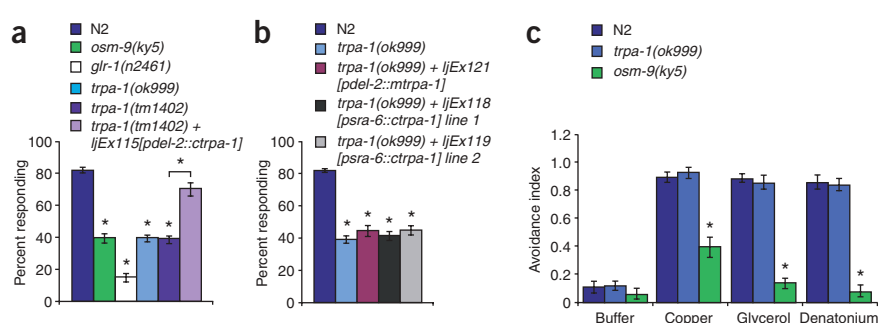 a
N2
osm-9(ky5)
glr-1(n2461)
trpa-1(ok999)
trpa-1(tm1402)
trpa-1(tm1402) +
ljEx115[pdel-2::ctrpa-1]
Percent responding
100
80
60
40
20
0
*
*
*
*
*
b
N2
trpa-1(ok999)
trpa-1(ok999) + ljEx121
[pdel-2::mtrpa-1]
trpa-1(ok999) + ljEx118
[psra-6::ctrpa-1] line 1
trpa-1(ok999) + ljEx119
[psra-6::ctrpa-1] line 2
Percent responding
100
80
60
40
20
0
*
*
*
*
c
N2
trpa-1(ok999)
osm-9(ky5)
Avoidance index
1.2
1.0
0.8
0.6
0.4
0.2
0
*
*
*
Buffer Copper Glycerol Denatonium